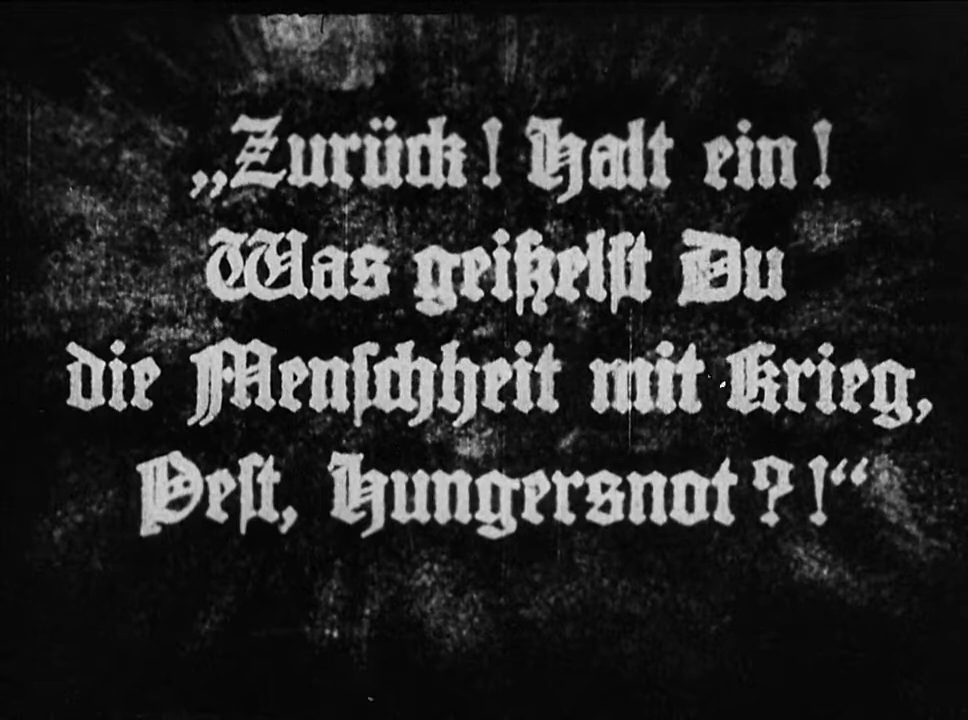 „Zurück! Halt ein!
Was geißelst Du
die Menschheit mit Krieg,
Pest, Hungersnot?!“